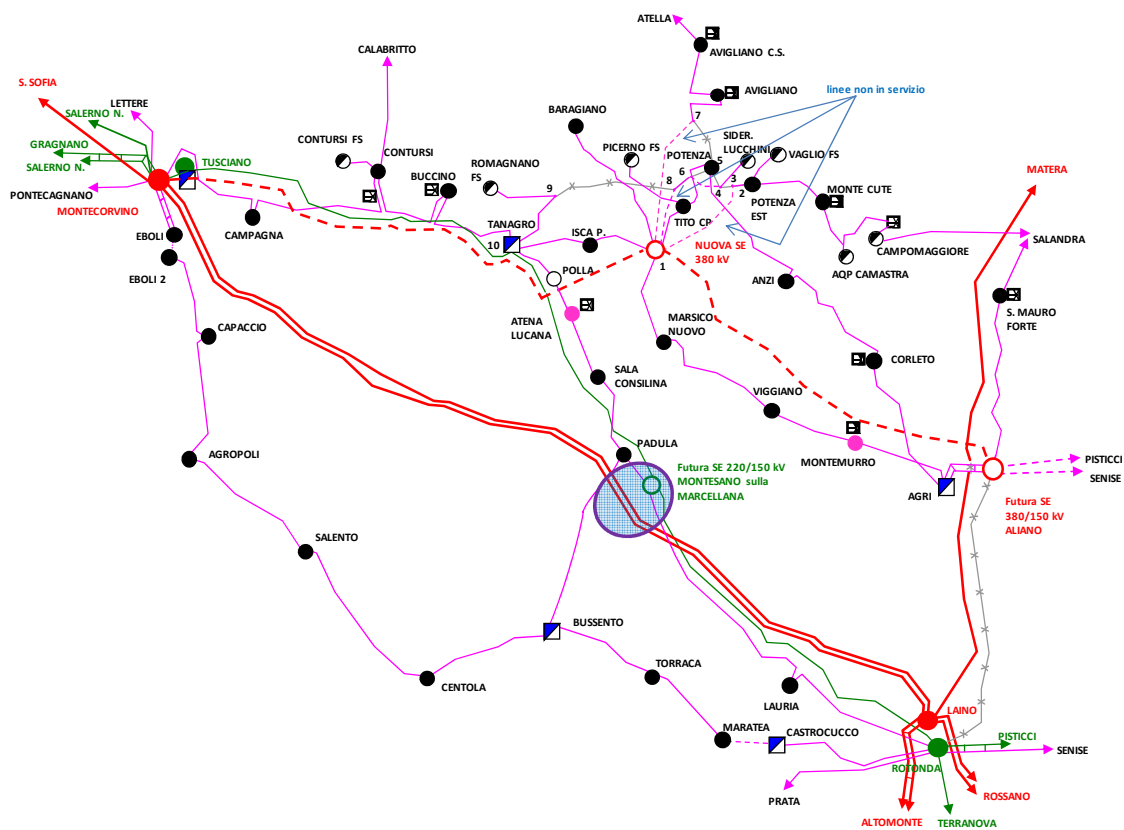 ATELLA
AVIGLIANO C.S.
CALABRITTO
S. SOFIA
LETTERE
SALERNO N.
GRAGNANO
SALERNO N.
TUSCIANO
PONTECAGNANO
MONTECORVINO
AVIGLIANO
linee non in servizio
BARAGIANO
7
CONTURSI FS
CONTURSI
PICERNO FS
SIDER.
LUCCHINI
POTENZA
5
VAGLIO FS
ROMAGNANO
FS
BUCCINO
9
8
6
3
4
2
POTENZA
EST
MONTE CUTE
MATERA
EBOLI
CAMPAGNA
TANAGRO
10
ISCA P.
TITO CP
NUOVA SE
380 kV
1
CAMPOMAGGIORE
SALANDRA
AQP CAMASTRA
EBOLI 2
POLLA
ANZI
ATENA
LUCANA
MARSICO
NUOVO
S. MAURO
FORTE
CAPACCIO
SALA
CONSILINA
CORLETO
VIGGIANO
PADULA
MONTEMURRO
AGROPOLI
Futura SE 220/150 kV
MONTESANO sulla
MARCELLANA
AGRI
PISTICCI
SENISE
Futura SE
380/150 kV
ALIANO
SALENTO
BUSSENTO
CENTOLA
TORRACA
LAURIA
MARATEA
CASTROCUCCO
LAINO
PISTICCI
SENISE
ROTONDA
PRATA
ROSSANO
ALTOMONTE
TERRANOVA